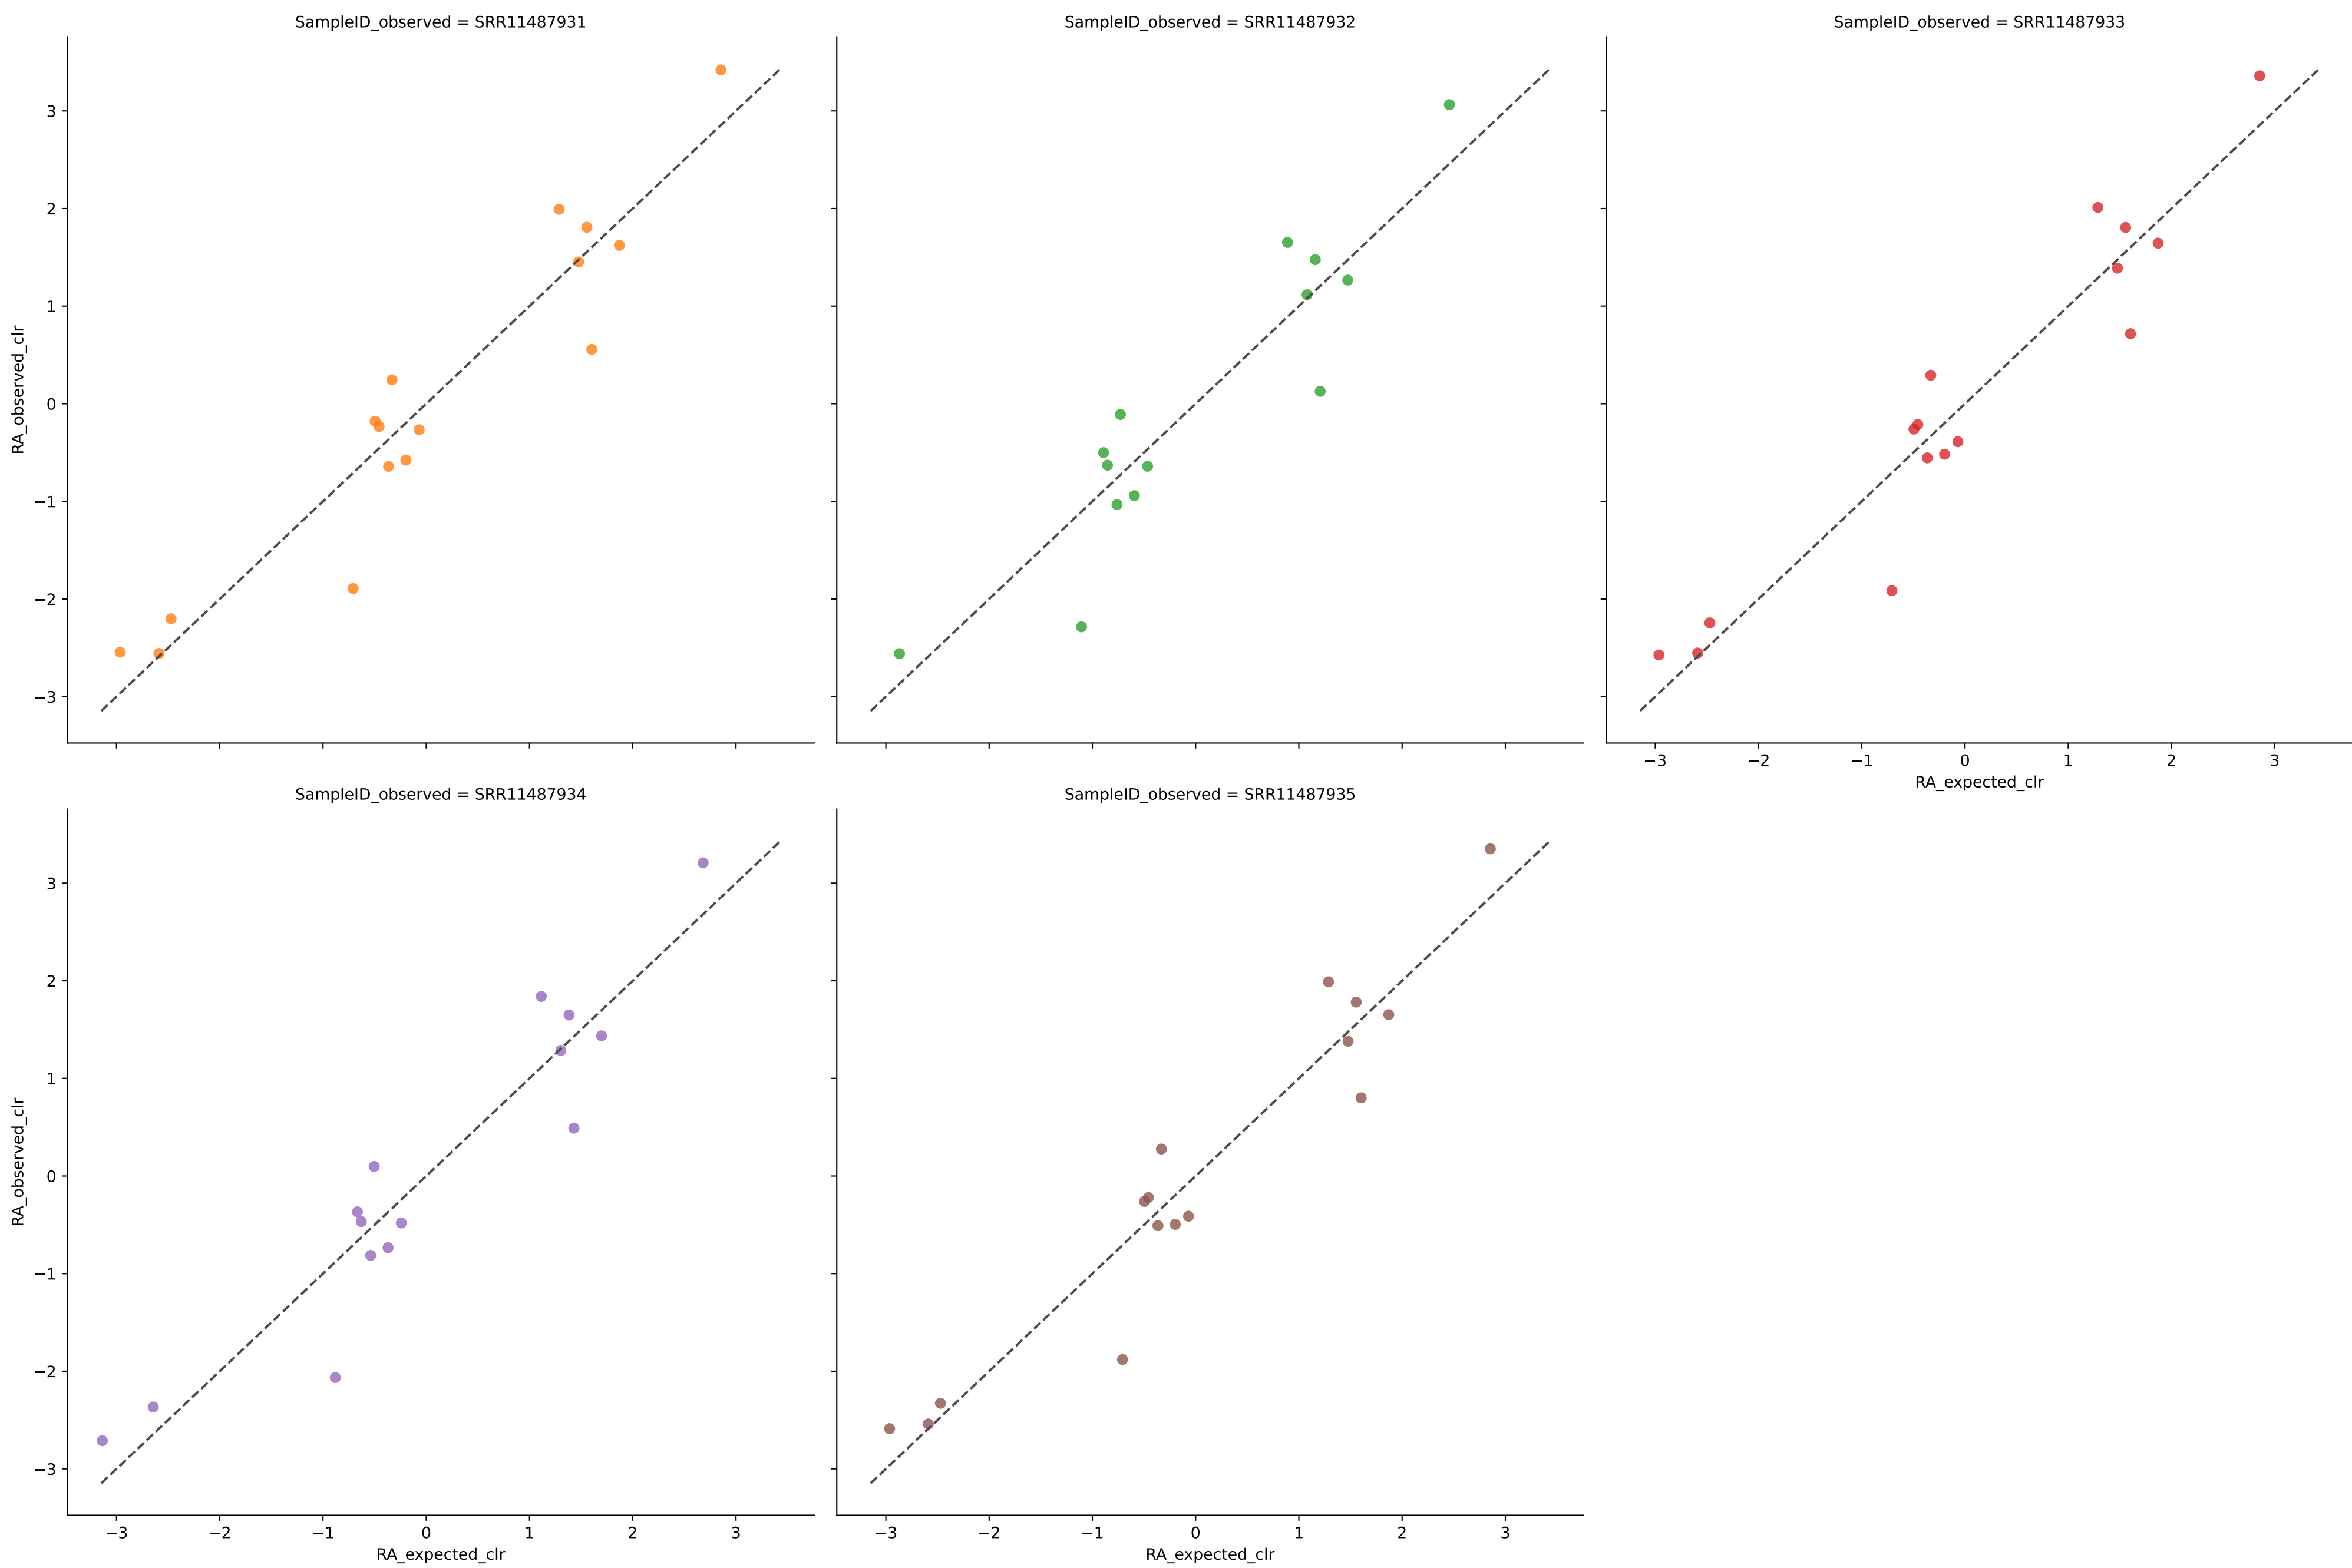 SampleID_observed = SRR11487931
SampleID_observed = SRR11487932
SampleID_observed = SRR11487933
RA_observed_clr
3
2
1
0
−1
−2
−3
−3 −2 −1 0 1 2 3
RA_expected_clr
SampleID_observed = SRR11487934
SampleID_observed = SRR11487935
RA_observed_clr
3
2
1
0
−1
−2
−3
−3 −2 −1 0 1 2 3
−3 −2 −1 0 1 2 3
RA_expected_clr
RA_expected_clr